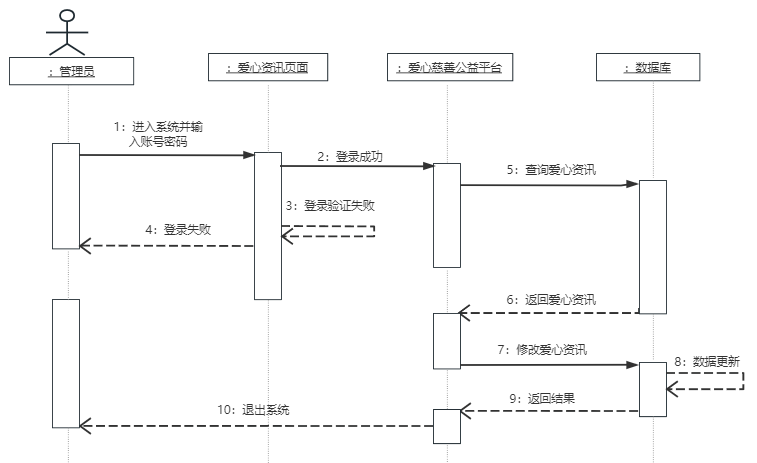 ：管理员
：爱心资讯页面
：爱心慈善公益平台
：数据库
1：进入系统并输
入账号密码
2：登录成功
5：查询爱心资讯
3：登录验证失败
4：登录失败
6：返回爱心资讯
7：修改爱心资讯
8：数据更新
9：返回结果
10：退出系统